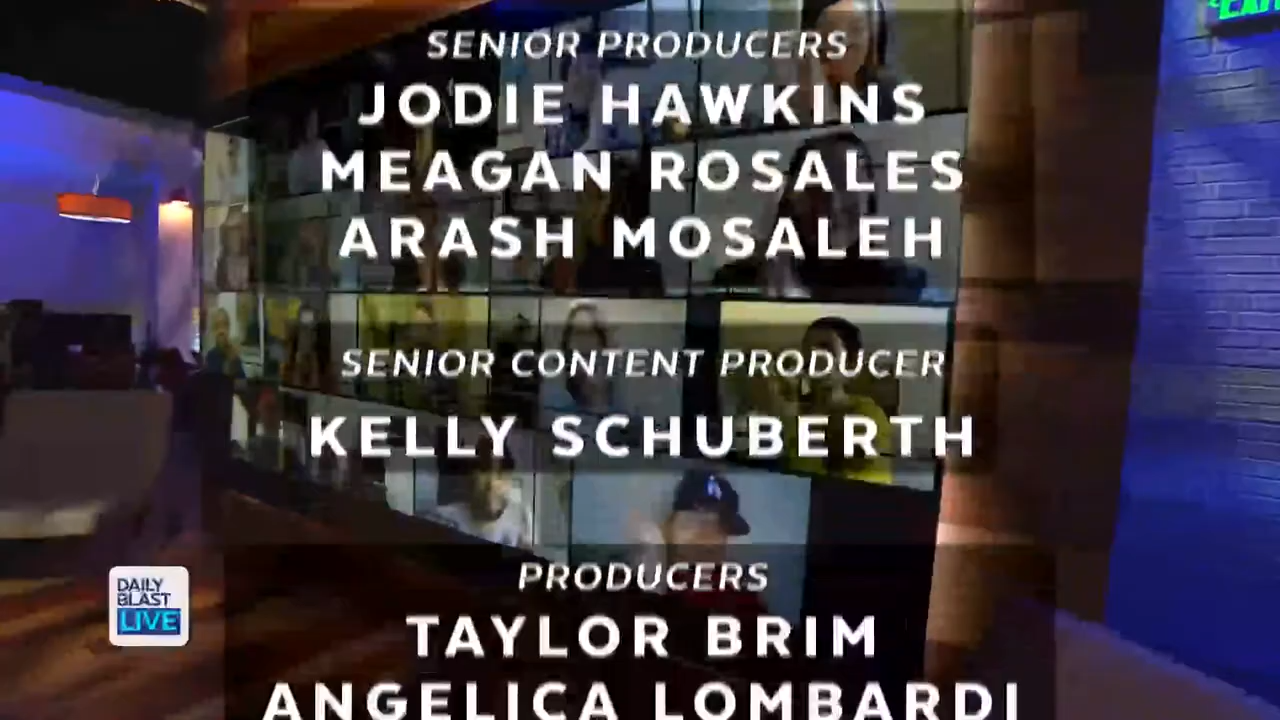 SENIOR PRODUCERS
JODIE HAWKINS
MEAGAN ROSALES
ARASH MOSALEH
SENIOR CONTENT PRODUCER
KELLY SCHUBERTH
PRODUCERS
TAYLOR BRIM
ANGELICA LOMBARDI
DAILY
BLAST
LIVE